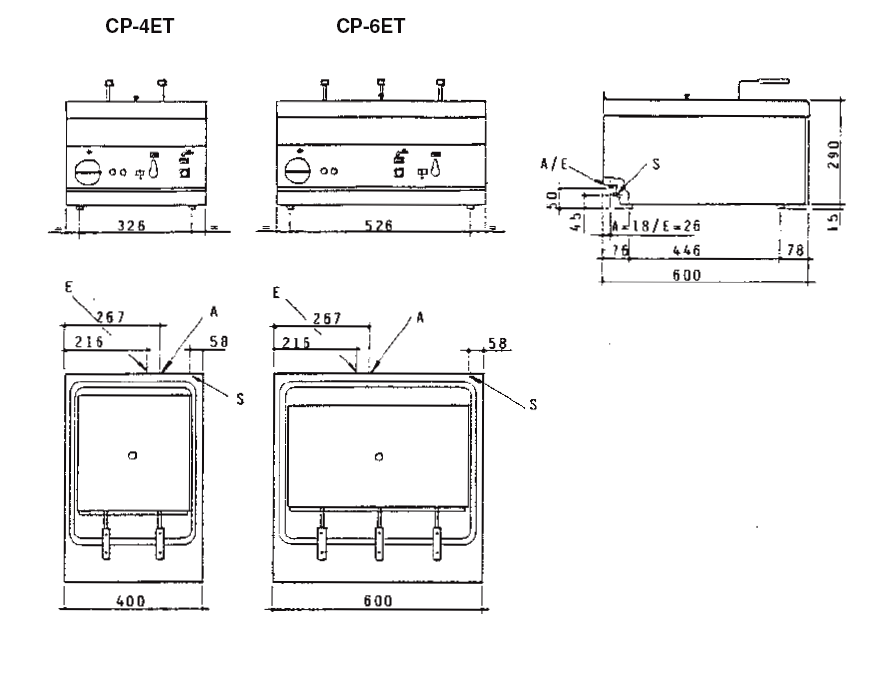 CP-4ET
CP-6ET
A/E
S
290
50
45
15
A=18/E=26
= 326 =
= 526 =
76
446
78
600
E
267
A
216
58
S
E
267
A
216
58
S
400
600